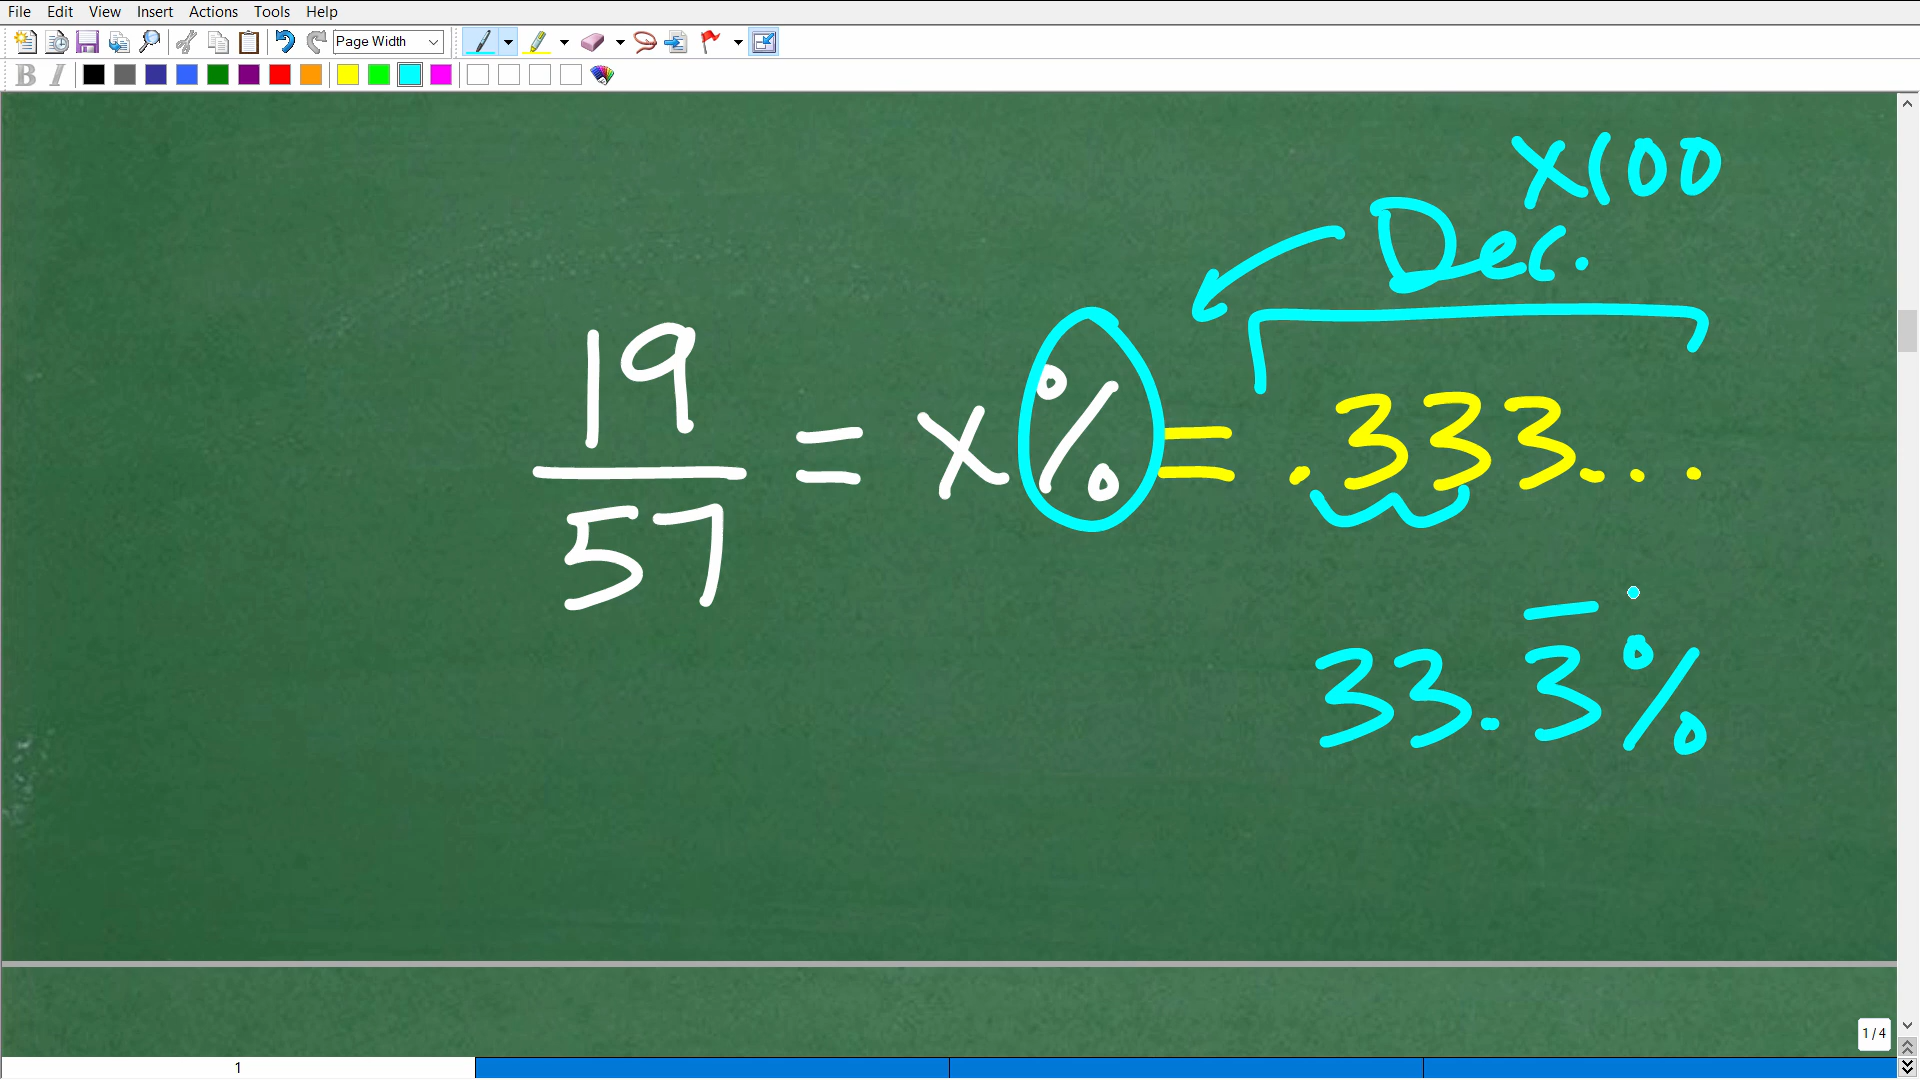 File Edit View Insert Actions Tools Help
Page Width
B I
x100
Dec.
19/57 = x% = .333...
33.3̅%
1/4
1